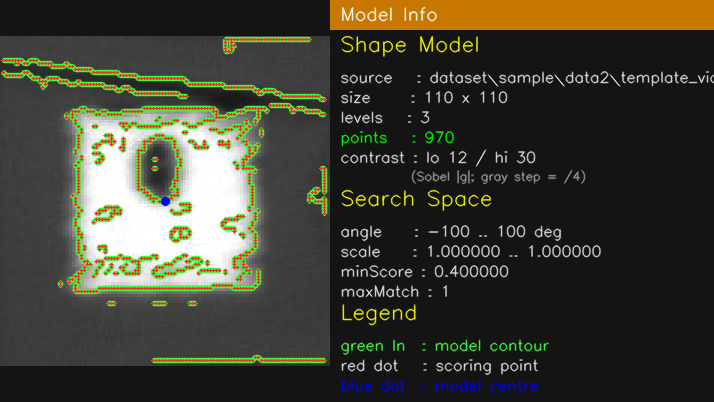 Model Info
Shape Model
source : dataset\sample\data2\template_vi
size : 110 x 110
levels : 3
points : 970
contrast : lo 12 / hi 30
(Sobel |g|; gray step = /4)
Search Space
angle : -100 .. 100 deg
scale : 1.000000 .. 1.000000
minScore : 0.400000
maxMatch : 1
Legend
green ln : model contour
red dot : scoring point
blue dot : model centre